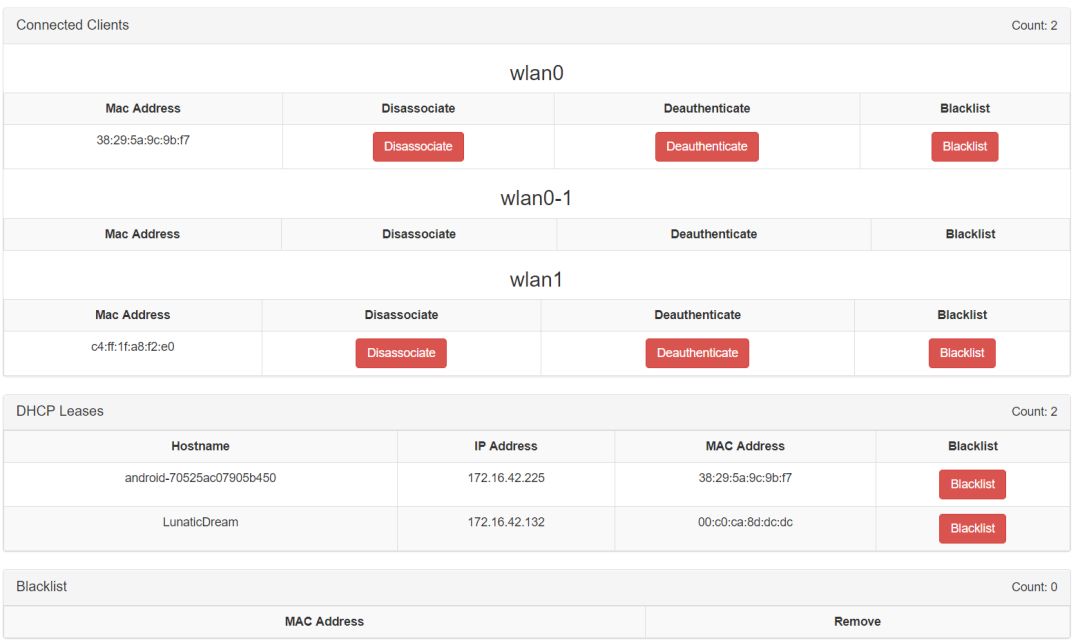 Connected Clients Count: 2
wlan0
Mac Address Disassociate Deauthenticate Blacklist
38:29:5a:9c:9b:f7 Disassociate Deauthenticate Blacklist
wlan0-1
Mac Address Disassociate Deauthenticate Blacklist
wlan1
Mac Address Disassociate Deauthenticate Blacklist
c4:ff:1f:a8:f2:e0 Disassociate Deauthenticate Blacklist
DHCP Leases Count: 2
Hostname IP Address MAC Address Blacklist
android-70525ac07905b450 172.16.42.225 38:29:5a:9c:9b:f7 Blacklist
LunaticDream 172.16.42.132 00:c0:ca:8d:dc:dc Blacklist
Blacklist Count: 0
MAC Address Remove